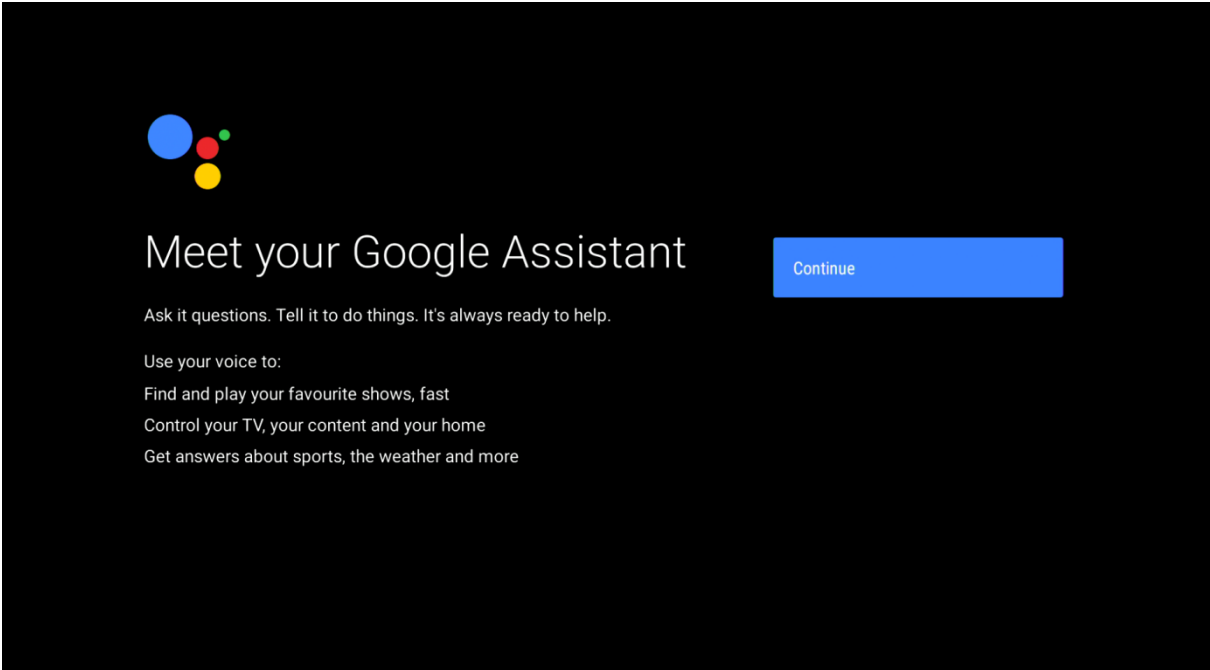 Meet your Google Assistant
Continue
Ask it questions. Tell it to do things. It's always ready to help.
Use your voice to:
Find and play your favourite shows, fast
Control your TV, your content and your home
Get answers about sports, the weather and more